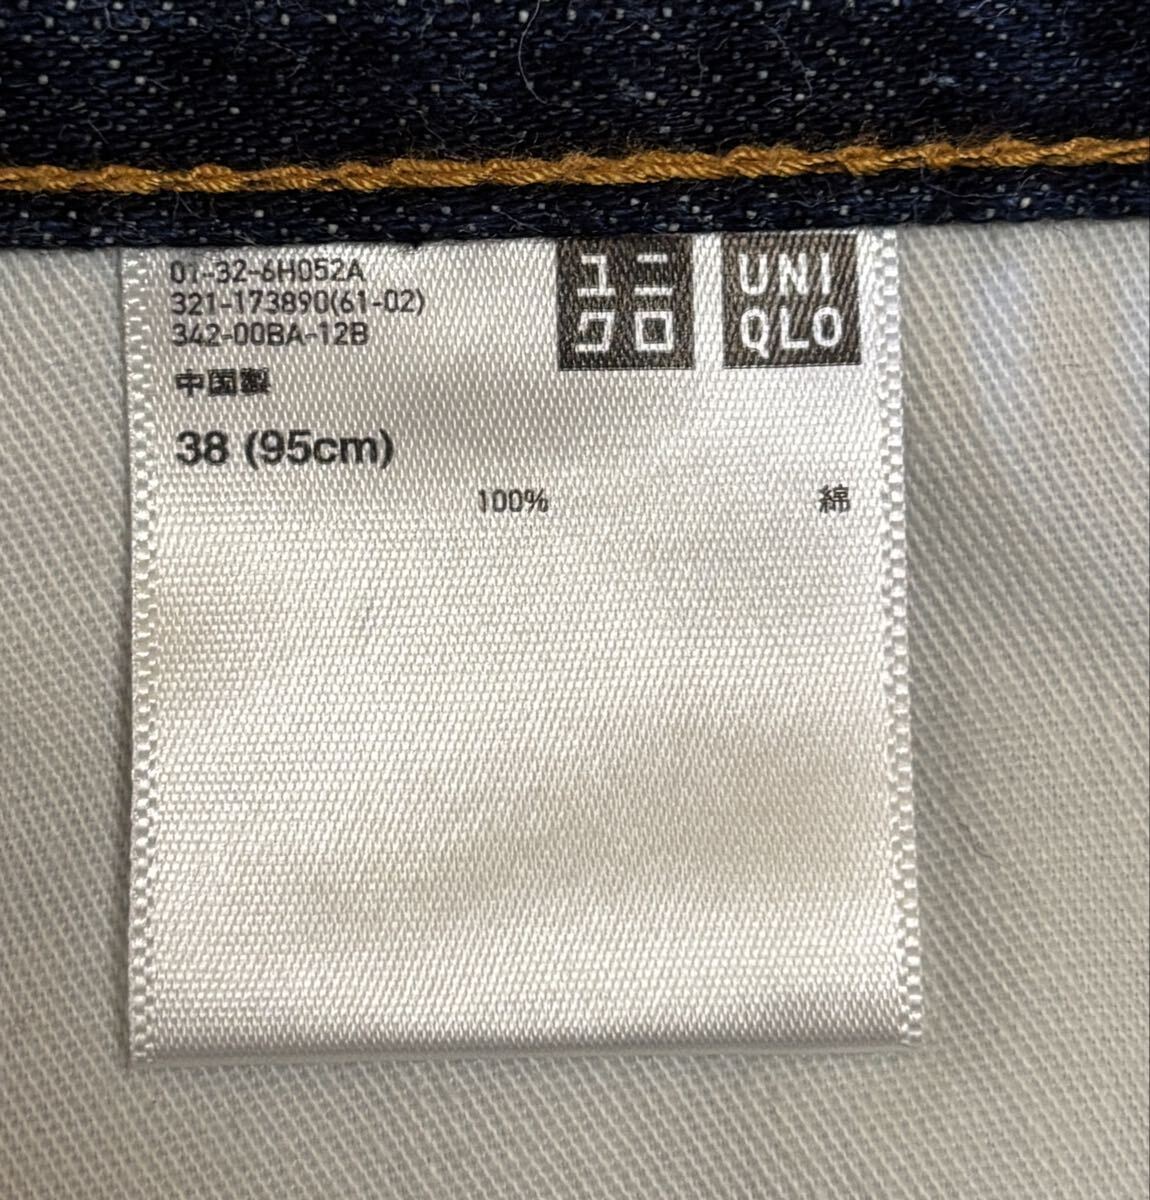 01-32-6H052A
321-173890(61-02)
342-00BA-12B
ユニ
クロ
UNI
QLO
中国製
38 (95cm)
100% 綿